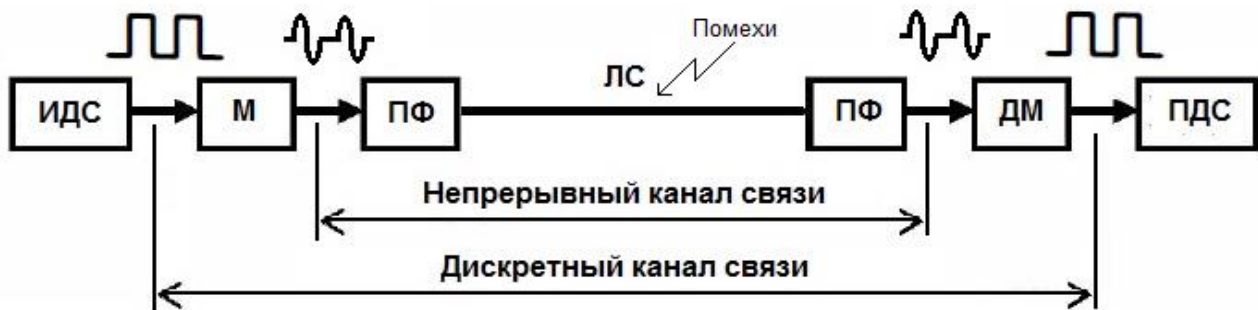 Помехи
ЛС
ИДС М ПФ ПФ ДМ ПДС
Непрерывный канал связи
Дискретный канал связи